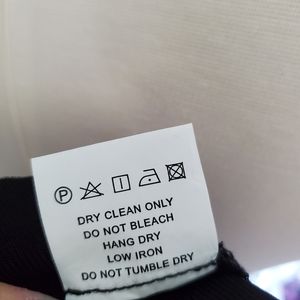 P
DRY CLEAN ONLY
DO NOT BLEACH
HANG DRY
LOW IRON
DO NOT TUMBLE DRY